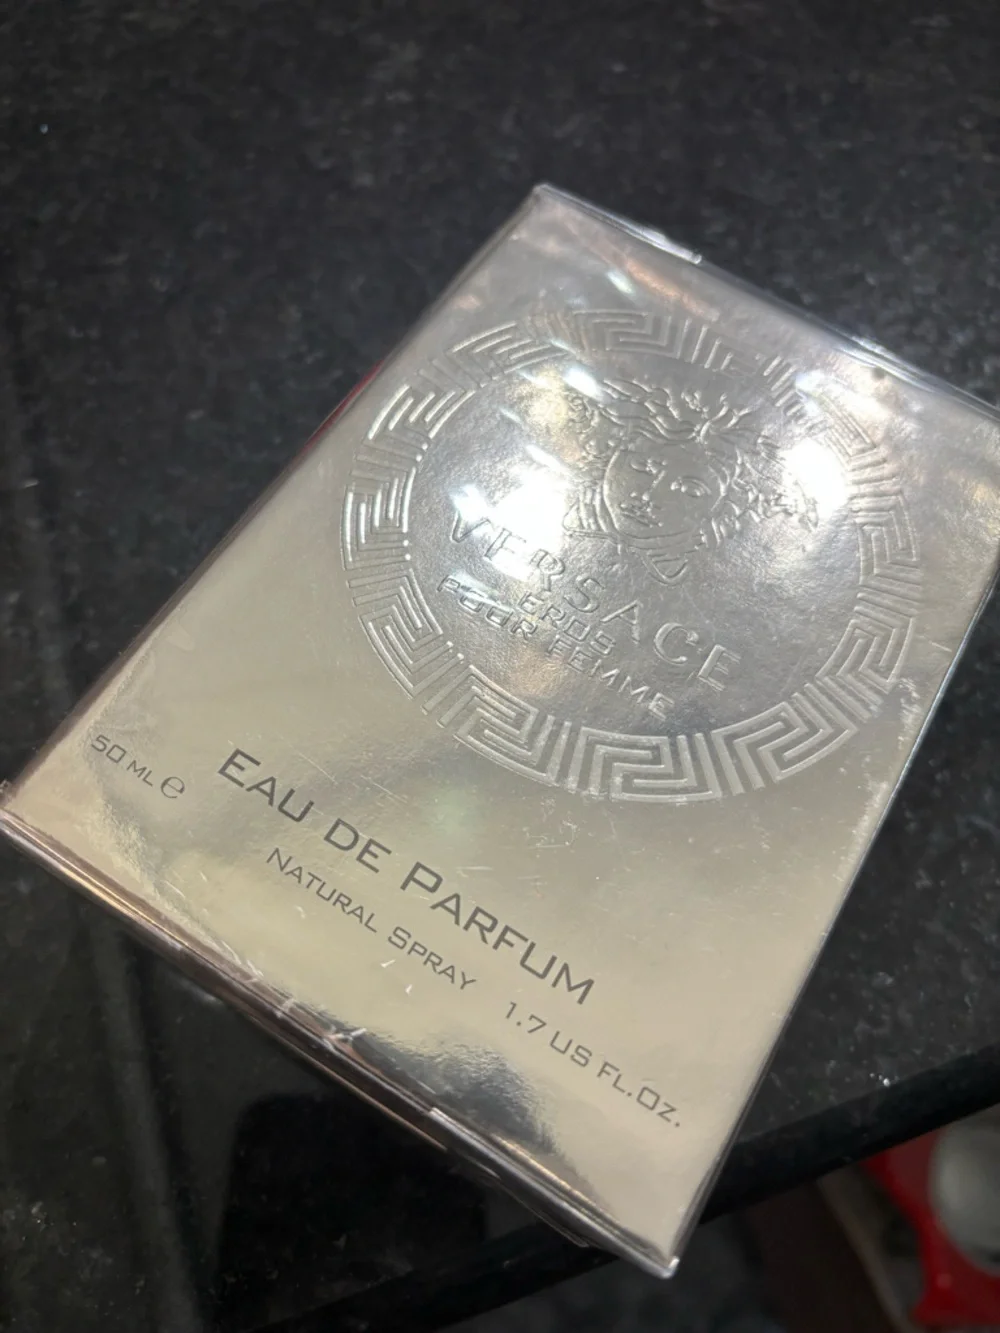 VERSACE
EROS
POUR FEMME
EAU DE PARFUM
NATURAL SPRAY
50 ML ℮
1.7 US FL.OZ.